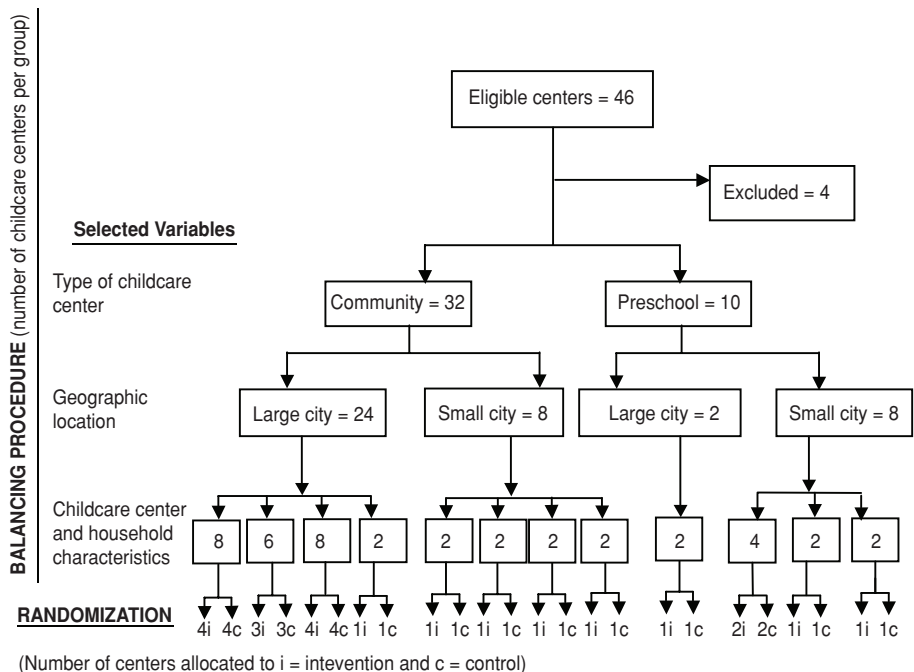 BALANCING PROCEDURE (number of childcare centers per group)
Eligible centers = 46
Excluded = 4
Selected Variables
Type of childcare
center
Community = 32
Preschool = 10
Geographic
location
Large city = 24
Small city = 8
Large city = 2
Small city = 8
Childcare center
and household
characteristics
8 6 8 2 2 2 2 2 2 4 2 2
RANDOMIZATION
4i 4c 3i 3c 4i 4c 1i 1c 1i 1c 1i 1c 1i 1c 1i 1c 1i 1c 2i 2c 1i 1c 1i 1c
(Number of centers allocated to i = intevention and c = control)